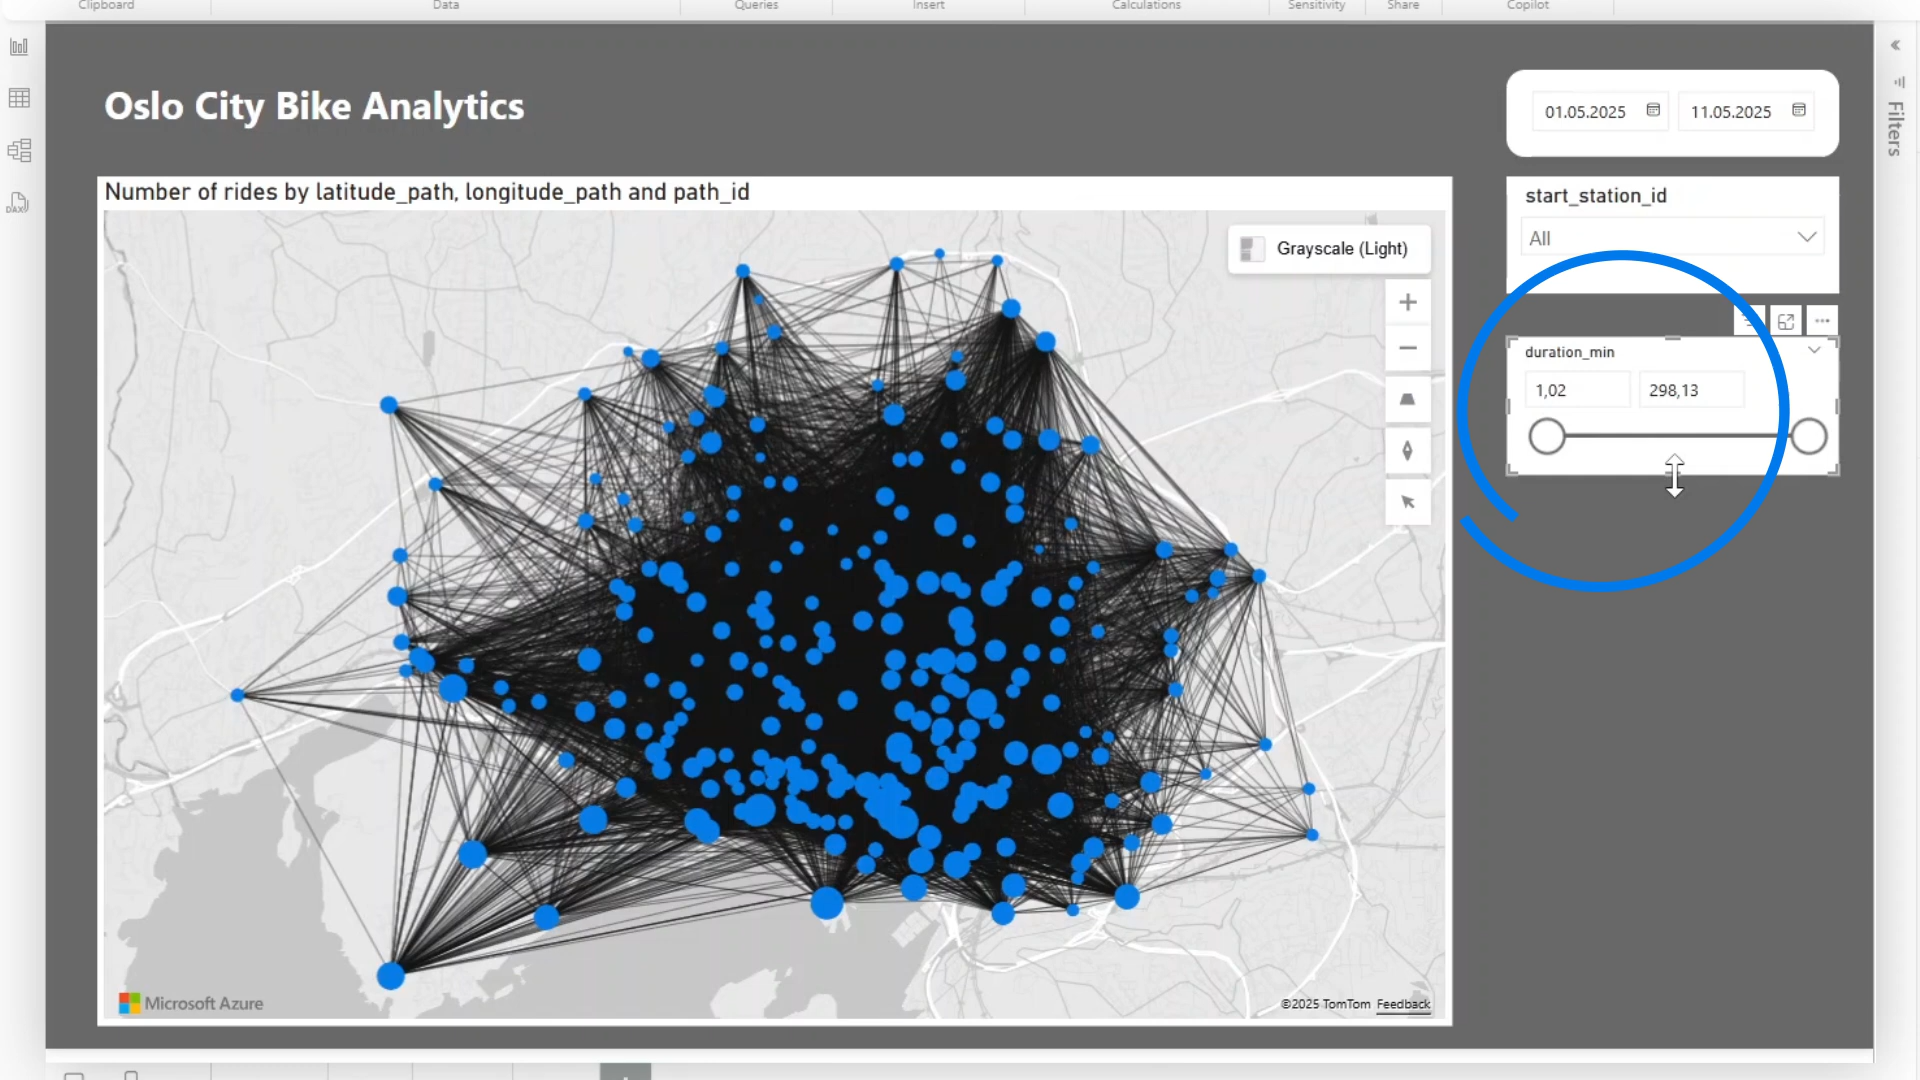 Clipboard
Data
Queries
Insert
Calculations
Sensitivity
Share
Copilot
Oslo City Bike Analytics
01.05.2025
11.05.2025
Filters
DAX
Number of rides by latitude_path, longitude_path and path_id
Grayscale (Light)
start_station_id
All
duration_min
1,02
298,13
Microsoft Azure
©2025 TomTom Feedback